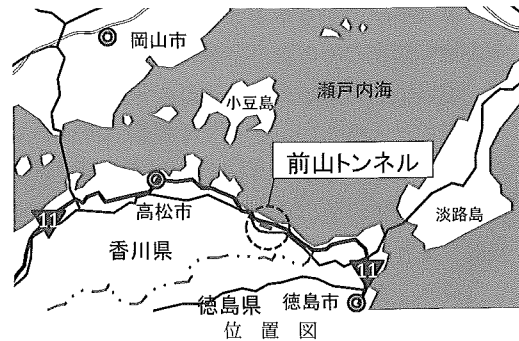 岡山市
小豆島
瀬戸内海
前山トンネル
高松市
淡路島
11
香川県
11
徳島県
徳島市
位置図